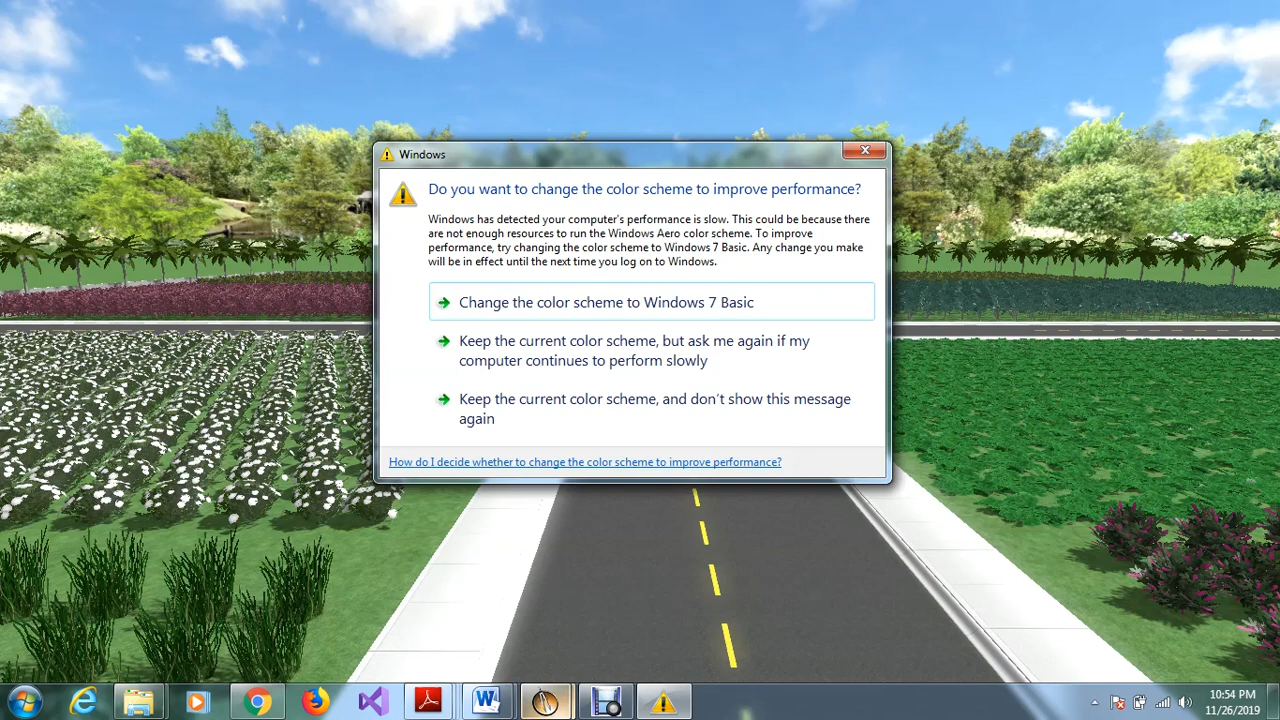 Windows
Do you want to change the color scheme to improve performance?
Windows has detected your computer's performance is slow. This could be because there
are not enough resources to run the Windows Aero color scheme. To improve
performance, try changing the color scheme to Windows 7 Basic. Any change you make
will be in effect until the next time you log on to Windows.
Change the color scheme to Windows 7 Basic
Keep the current color scheme, but ask me again if my
computer continues to perform slowly
Keep the current color scheme, and don't show this message
again
How do I decide whether to change the color scheme to improve performance?
10:54 PM
11/26/2019